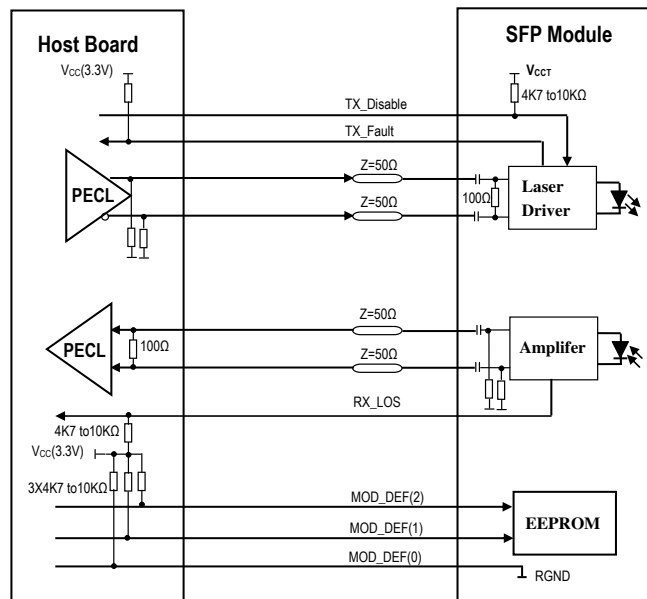 Host Board
SFP Module
VCC(3.3V)
VCCT
4K7 to10KΩ
TX_Disable
TX_Fault
PECL
Z=50Ω
Z=50Ω
100Ω
Laser
Driver
PECL
100Ω
Z=50Ω
Z=50Ω
Amplifer
RX_LOS
4K7 to10KΩ
VCC(3.3V)
3X4K7 to10KΩ
MOD_DEF(2)
MOD_DEF(1)
MOD_DEF(0)
EEPROM
RGND